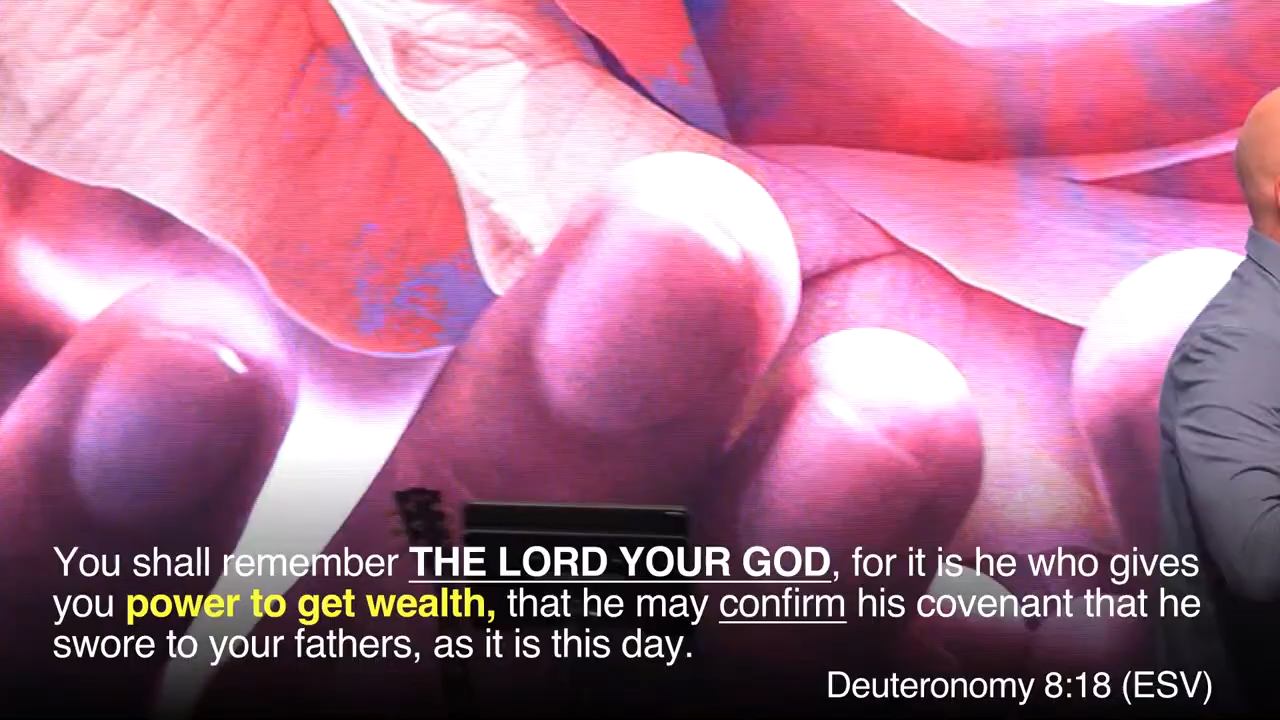 You shall remember THE LORD YOUR GOD, for it is he who gives
you power to get wealth, that he may confirm his covenant that he
swore to your fathers, as it is this day.
Deuteronomy 8:18 (ESV)